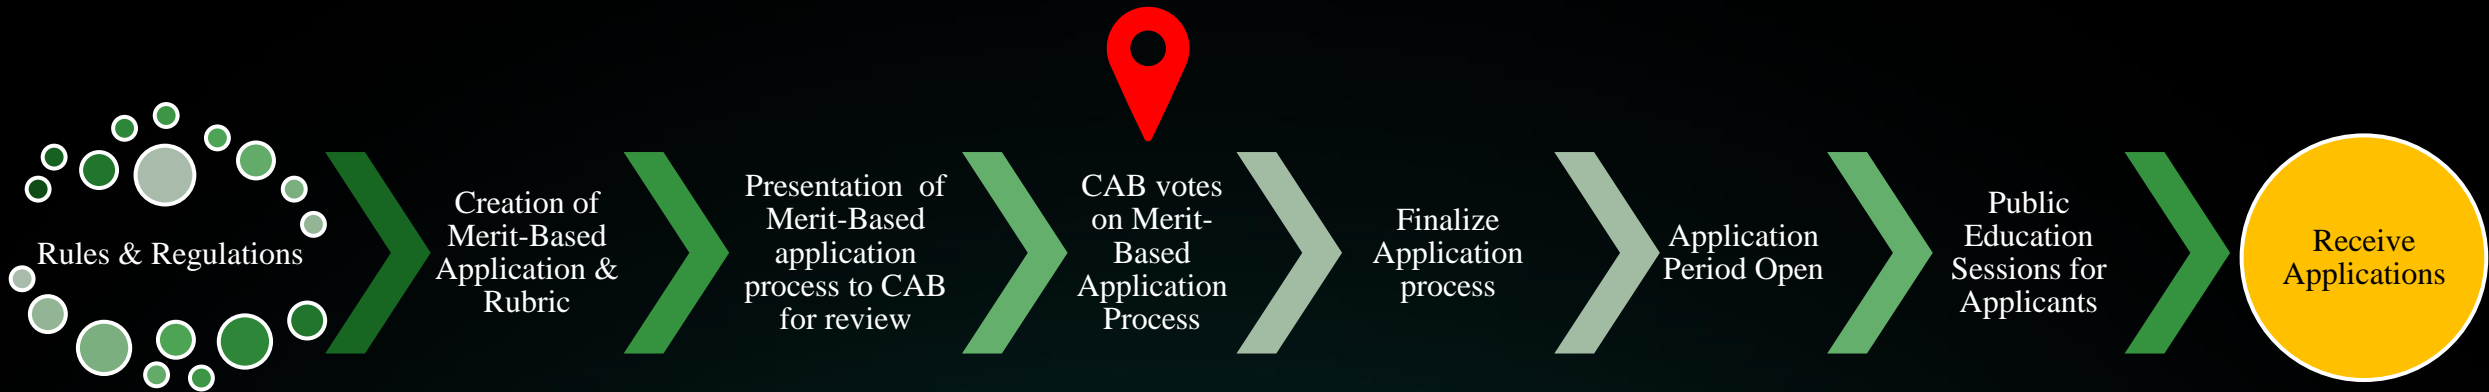 Rules & Regulations
Creation of
Merit-Based
Application &
Rubric
Presentation of
Merit-Based
application
process to CAB
for review
CAB votes
on Merit-
Based
Application
Process
Finalize
Application
process
Application
Period Open
Public
Education
Sessions for
Applicants
Receive
Applications